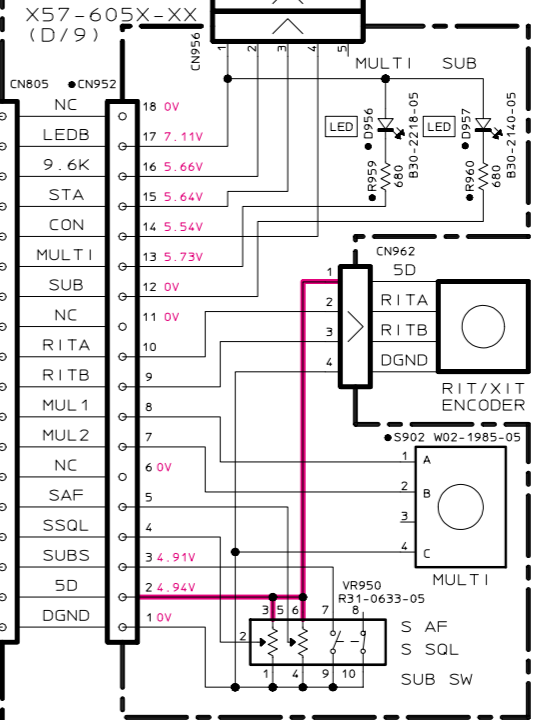 X57-605X-XX
(D/9)
CN956
1 2 3 4 5
MULTI SUB
CN805 CN952
NC 18 0V
LEDB 17 7.11V
9.6K 16 5.66V
STA 15 5.64V
CON 14 5.54V
MULTI 13 5.73V
SUB 12 0V
NC 11 0V
RITA 10
RITB 9
MUL1 8
MUL2 7
NC 6 0V
SAF 5
SSQL 4
SUBS 3 4.91V
5D 2 4.94V
DGND 1 0V
LED D956 B30-2218-05
R959 680
LED D957 B30-2140-05
R960 680
CN962
1 5D
2 RITA
3 RITB
4 DGND
RIT/XIT
ENCODER
S902 W02-1985-05
1 A
2 B
3
4 C
MULTI
VR950
R31-0633-05
3 5 6 7 8
2
1 4 9 10
S AF
S SQL
SUB SW